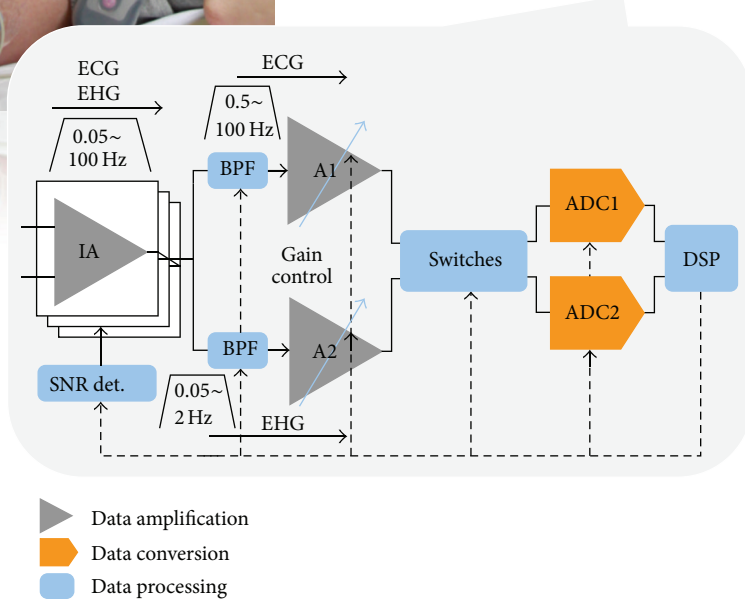 ECG
EHG
0.05~
100 Hz
ECG
0.5~
100 Hz
BPF
A1
IA
Gain
control
Switches
ADC1
ADC2
DSP
SNR det.
BPF
A2
0.05~
2 Hz
EHG
Data amplification
Data conversion
Data processing